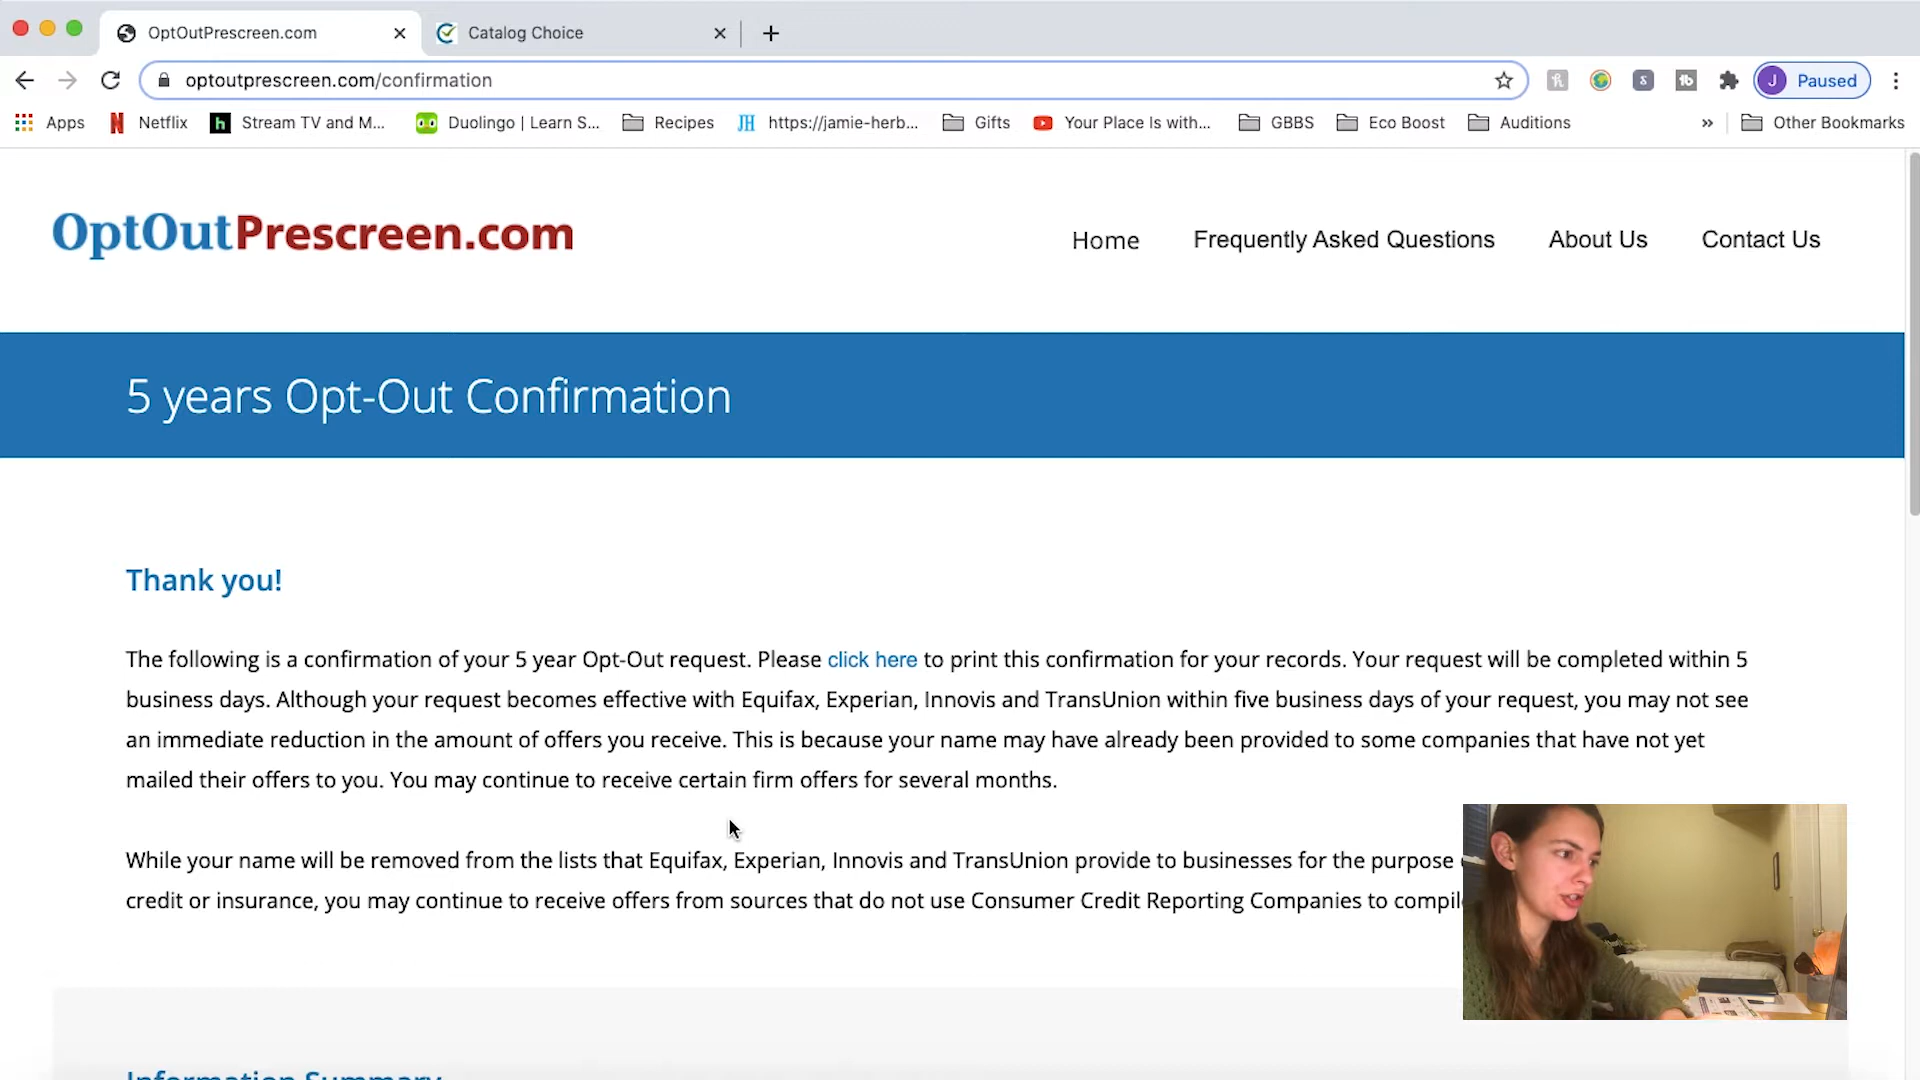 OptOutPrescreen.com
Catalog Choice
optoutprescreen.com/confirmation
Paused
J
Apps
Netflix
Stream TV and M...
Duolingo | Learn S...
Recipes
JH
https://jamie-herb...
Gifts
Your Place Is with...
GBBS
Eco Boost
Auditions
»
Other Bookmarks
OptOutPrescreen.com
Home
Frequently Asked Questions
About Us
Contact Us
5 years Opt-Out Confirmation
Thank you!
The following is a confirmation of your 5 year Opt-Out request. Please click here to print this confirmation for your records. Your request will be completed within 5
business days. Although your request becomes effective with Equifax, Experian, Innovis and TransUnion within five business days of your request, you may not see
an immediate reduction in the amount of offers you receive. This is because your name may have already been provided to some companies that have not yet
mailed their offers to you. You may continue to receive certain firm offers for several months.
While your name will be removed from the lists that Equifax, Experian, Innovis and TransUnion provide to businesses for the purpose
credit or insurance, you may continue to receive offers from sources that do not use Consumer Credit Reporting Companies to
Information Summary